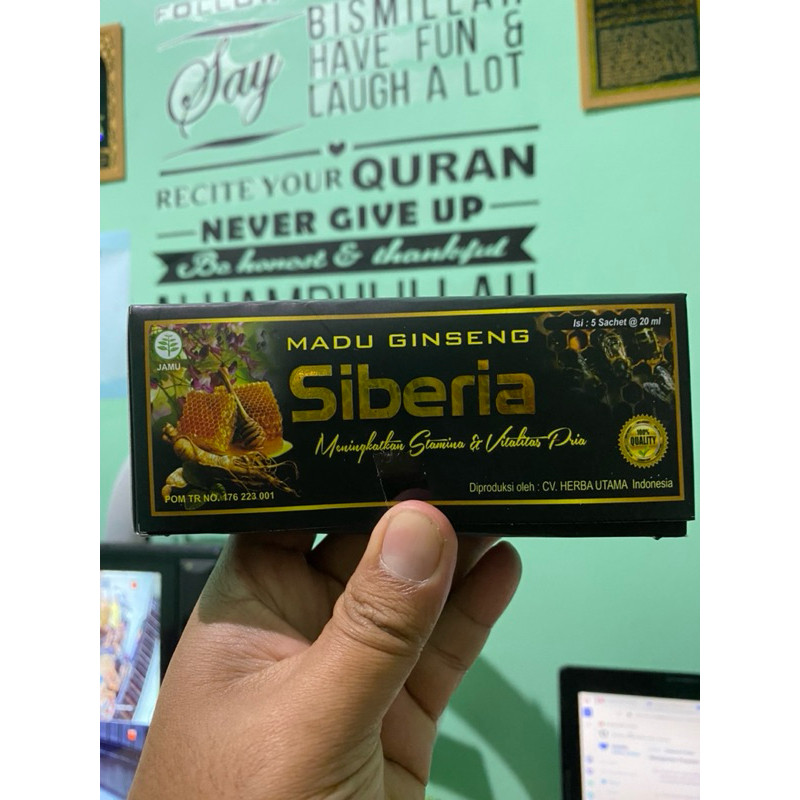 Say
BISMILLAH
HAVE FUN &
LAUGH A LOT
RECITE YOUR QURAN
NEVER GIVE UP
Be honest & thankful
ALHAMDULILLAH
Isi : 5 Sachet @ 20 ml
JAMU
MADU GINSENG
Siberia
Meningkatkan Stamina & Vitalitas Pria
100%
QUALITY
POM TR NO. 176 223 001
Diproduksi oleh : CV. HERBA UTAMA Indonesia